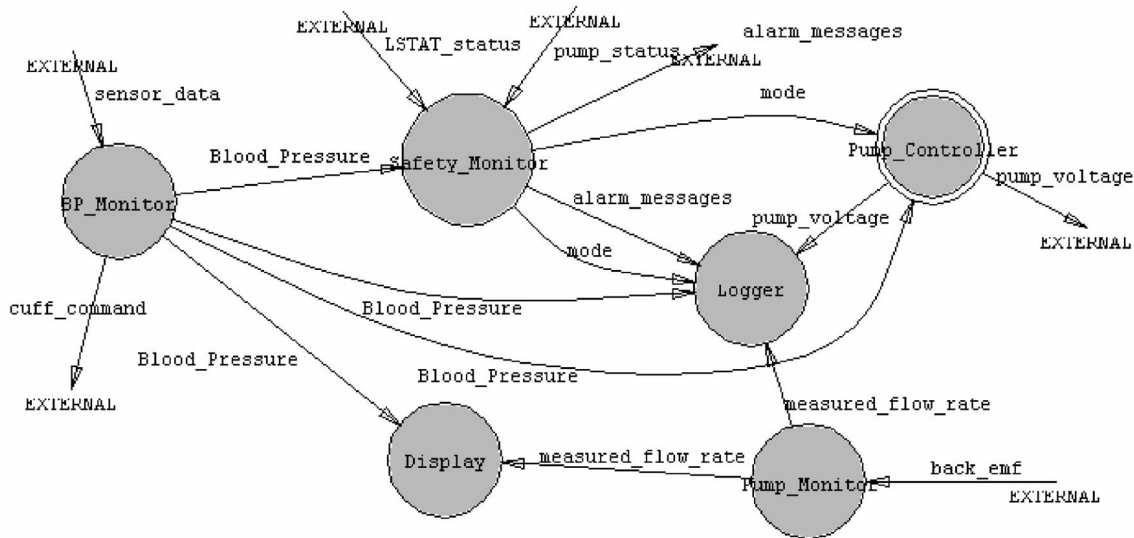 EXTERNAL
EXTERNAL
alarm_messages
LSTAT_status
pump_status
EXTERNAL
EXTERNAL
sensor_data
mode
Blood_Pressure
Safety_Monitor
Pump_Controller
pump_voltage
BP_Monitor
alarm_messages
pump_voltage
EXTERNAL
mode
Logger
cuff_command
Blood_Pressure
Blood_Pressure
Blood_Pressure
EXTERNAL
measured_flow_rate
Display
measured_flow_rate
back_emf
Pump_Monitor
EXTERNAL